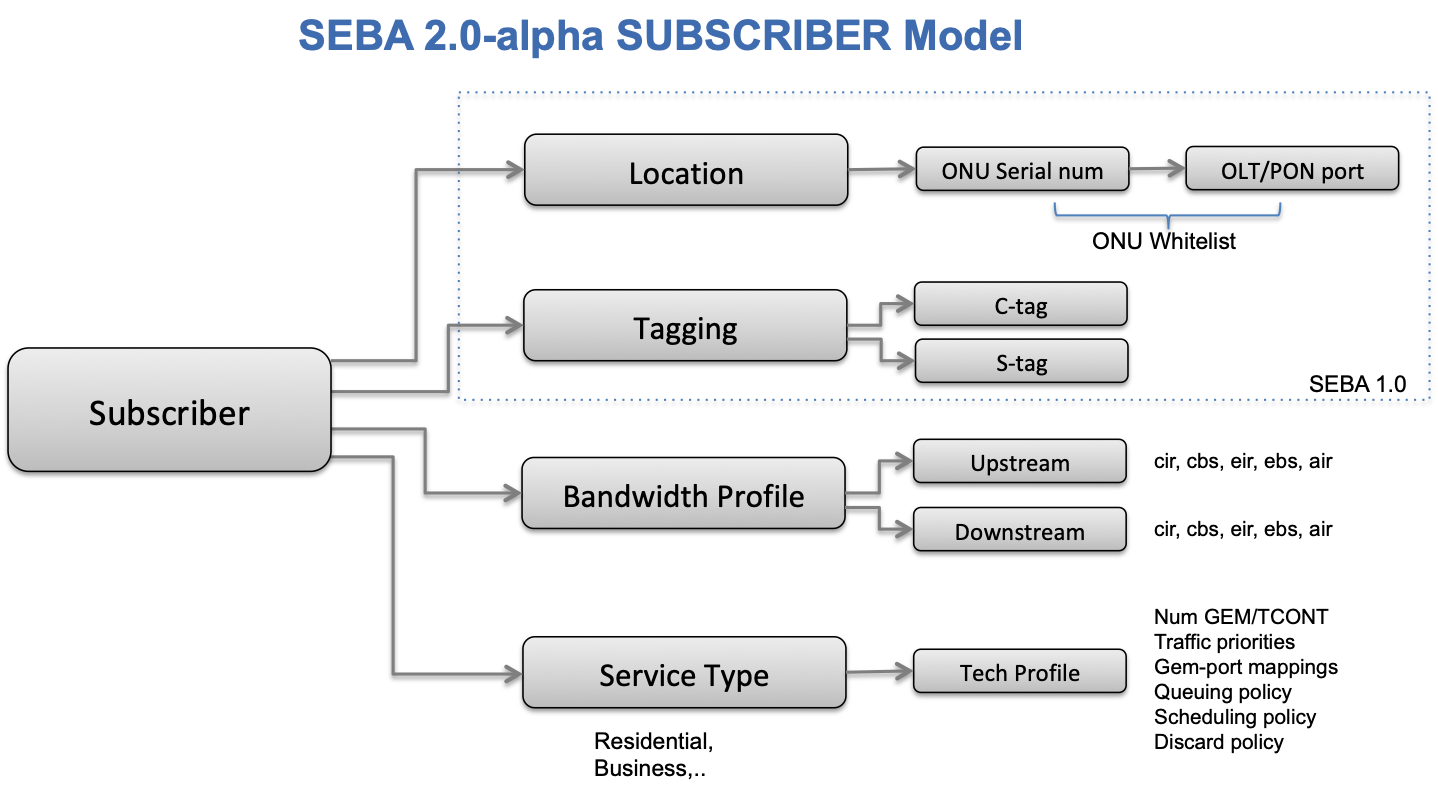 SEBA 2.0-alpha SUBSCRIBER Model
Location
ONU Serial num
OLT/PON port
ONU Whitelist
Tagging
C-tag
S-tag
SEBA 1.0
Subscriber
Bandwidth Profile
Upstream
cir, cbs, eir, ebs, air
Downstream
cir, cbs, eir, ebs, air
Service Type
Residential,
Business,..
Tech Profile
Num GEM/TCONT
Traffic priorities
Gem-port mappings
Queuing policy
Scheduling policy
Discard policy